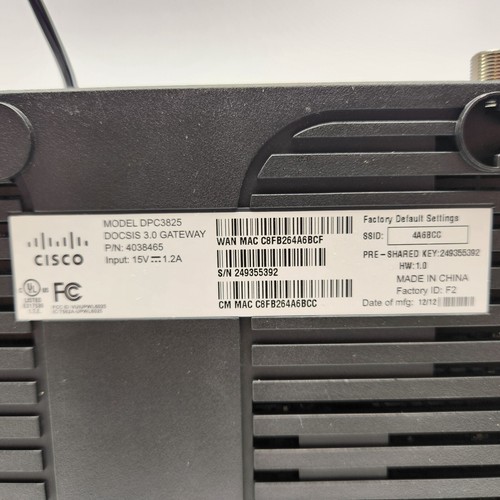 MODEL DPC3825
DOCSIS 3.0 GATEWAY
P/N: 4038465
Input: 15V 1.2A
CISCO
UL
LISTED
FC
WAN MAC C8FB264A6BCF
S/N 249355392
CM MAC C8FB264A6BCC
Factory Default Settings
SSID: 4A6BCC
PRE-SHARED KEY:249355392
HW:1.0
MADE IN CHINA
Factory ID: F2
Date of mfg: 12/12